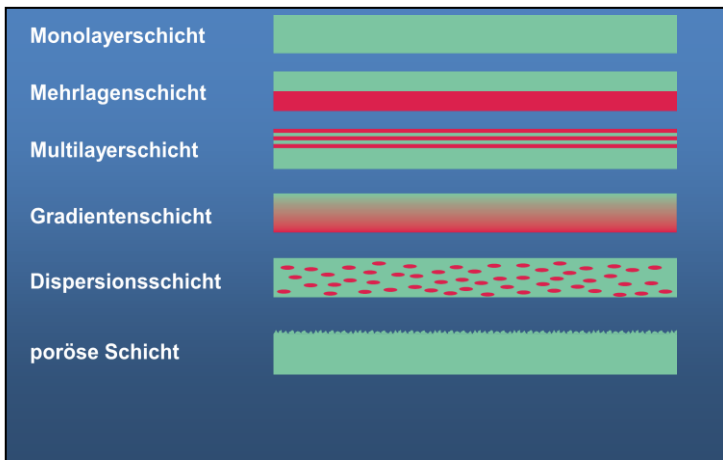 Monolayerschicht
Mehrlagenschicht
Multilayerschicht
Gradientenschicht
Dispersionsschicht
poröse Schicht